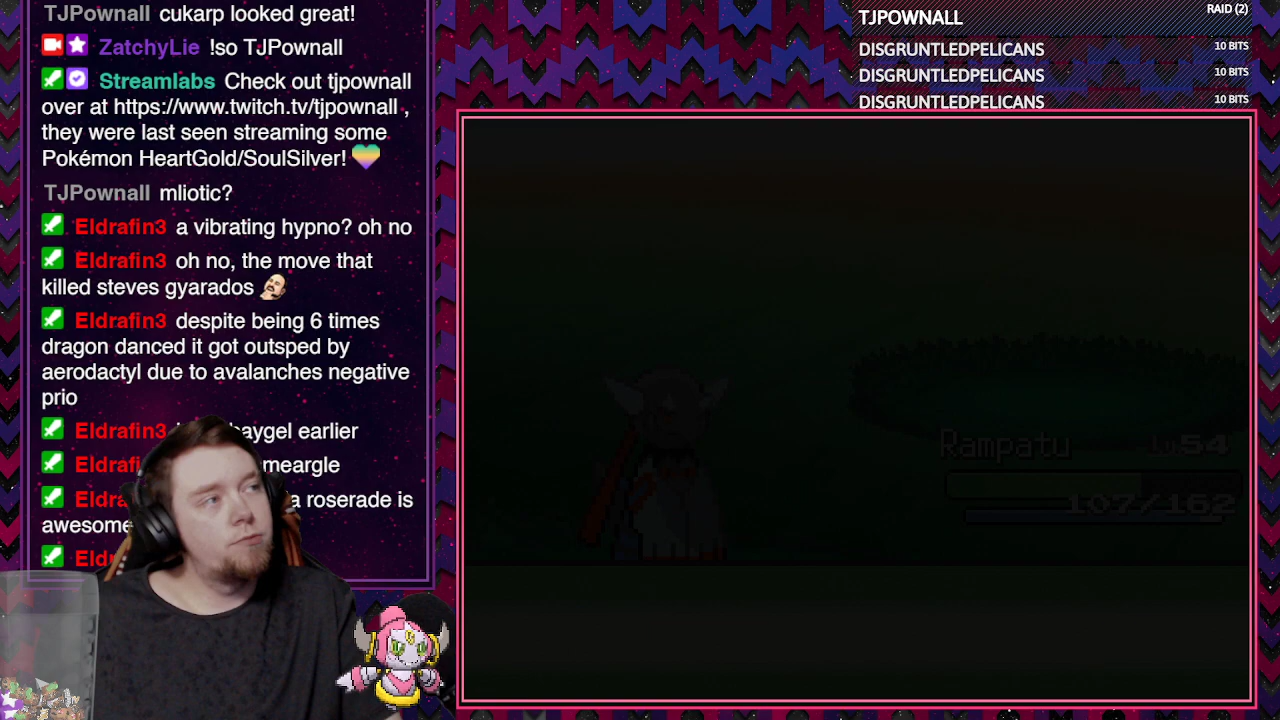 TJPownall cukarp looked great!
ZatchyLie !so TJPownall
Streamlabs Check out tjpownall
over at https://www.twitch.tv/tjpownall ,
they were last seen streaming some
Pokémon HeartGold/SoulSilver!
TJPownall mliotic?
Eldrafin3 a vibrating hypno? oh no
Eldrafin3 oh no, the move that
killed steves gyarados
Eldrafin3 despite being 6 times
dragon danced it got outsped by
aerodactyl due to avalanches negative
prio
Eldrafin3 earlier
meargle
a roserade is
awesome
TJPOWNALL RAID (2)
DISGRUNTLEDPELICANS 10 BITS
DISGRUNTLEDPELICANS 10 BITS
DISGRUNTLEDPELICANS 10 BITS
Rampatu Lv54
107/162